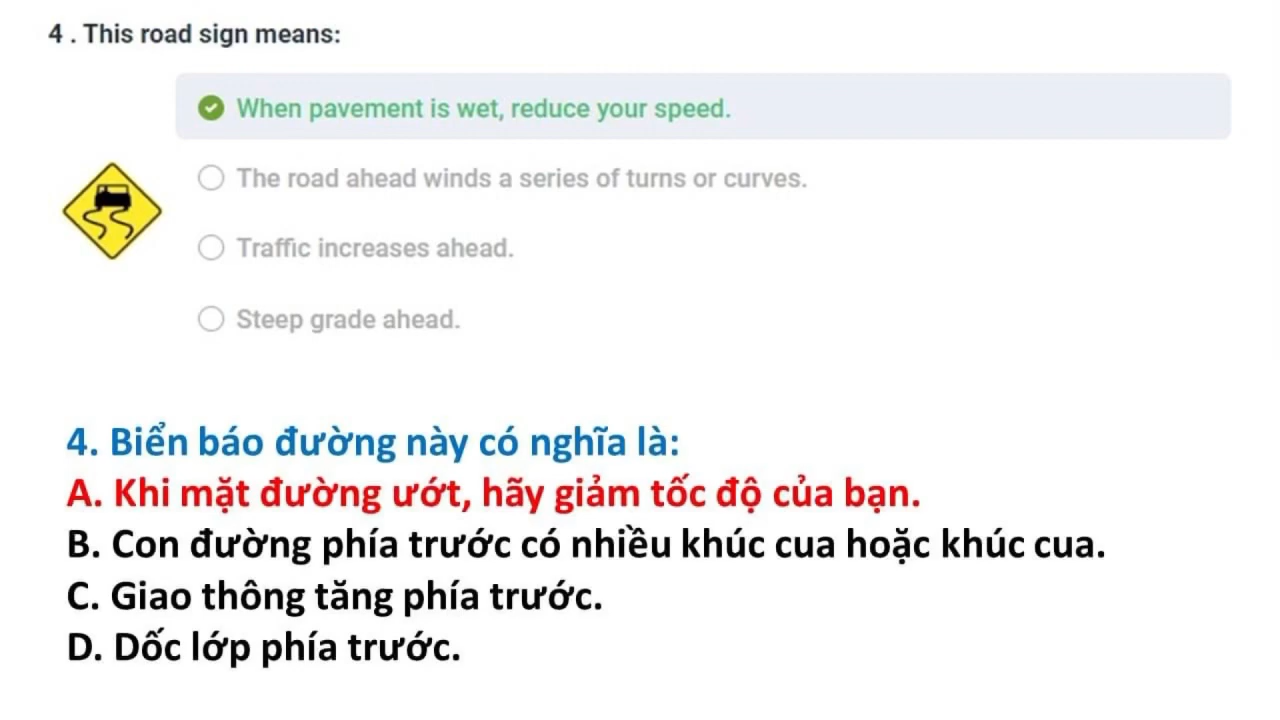 4 . This road sign means:
When pavement is wet, reduce your speed.
The road ahead winds a series of turns or curves.
Traffic increases ahead.
Steep grade ahead.
4. Biển báo đường này có nghĩa là:
A. Khi mặt đường ướt, hãy giảm tốc độ của bạn.
B. Con đường phía trước có nhiều khúc cua hoặc khúc cua.
C. Giao thông tăng phía trước.
D. Dốc lớp phía trước.